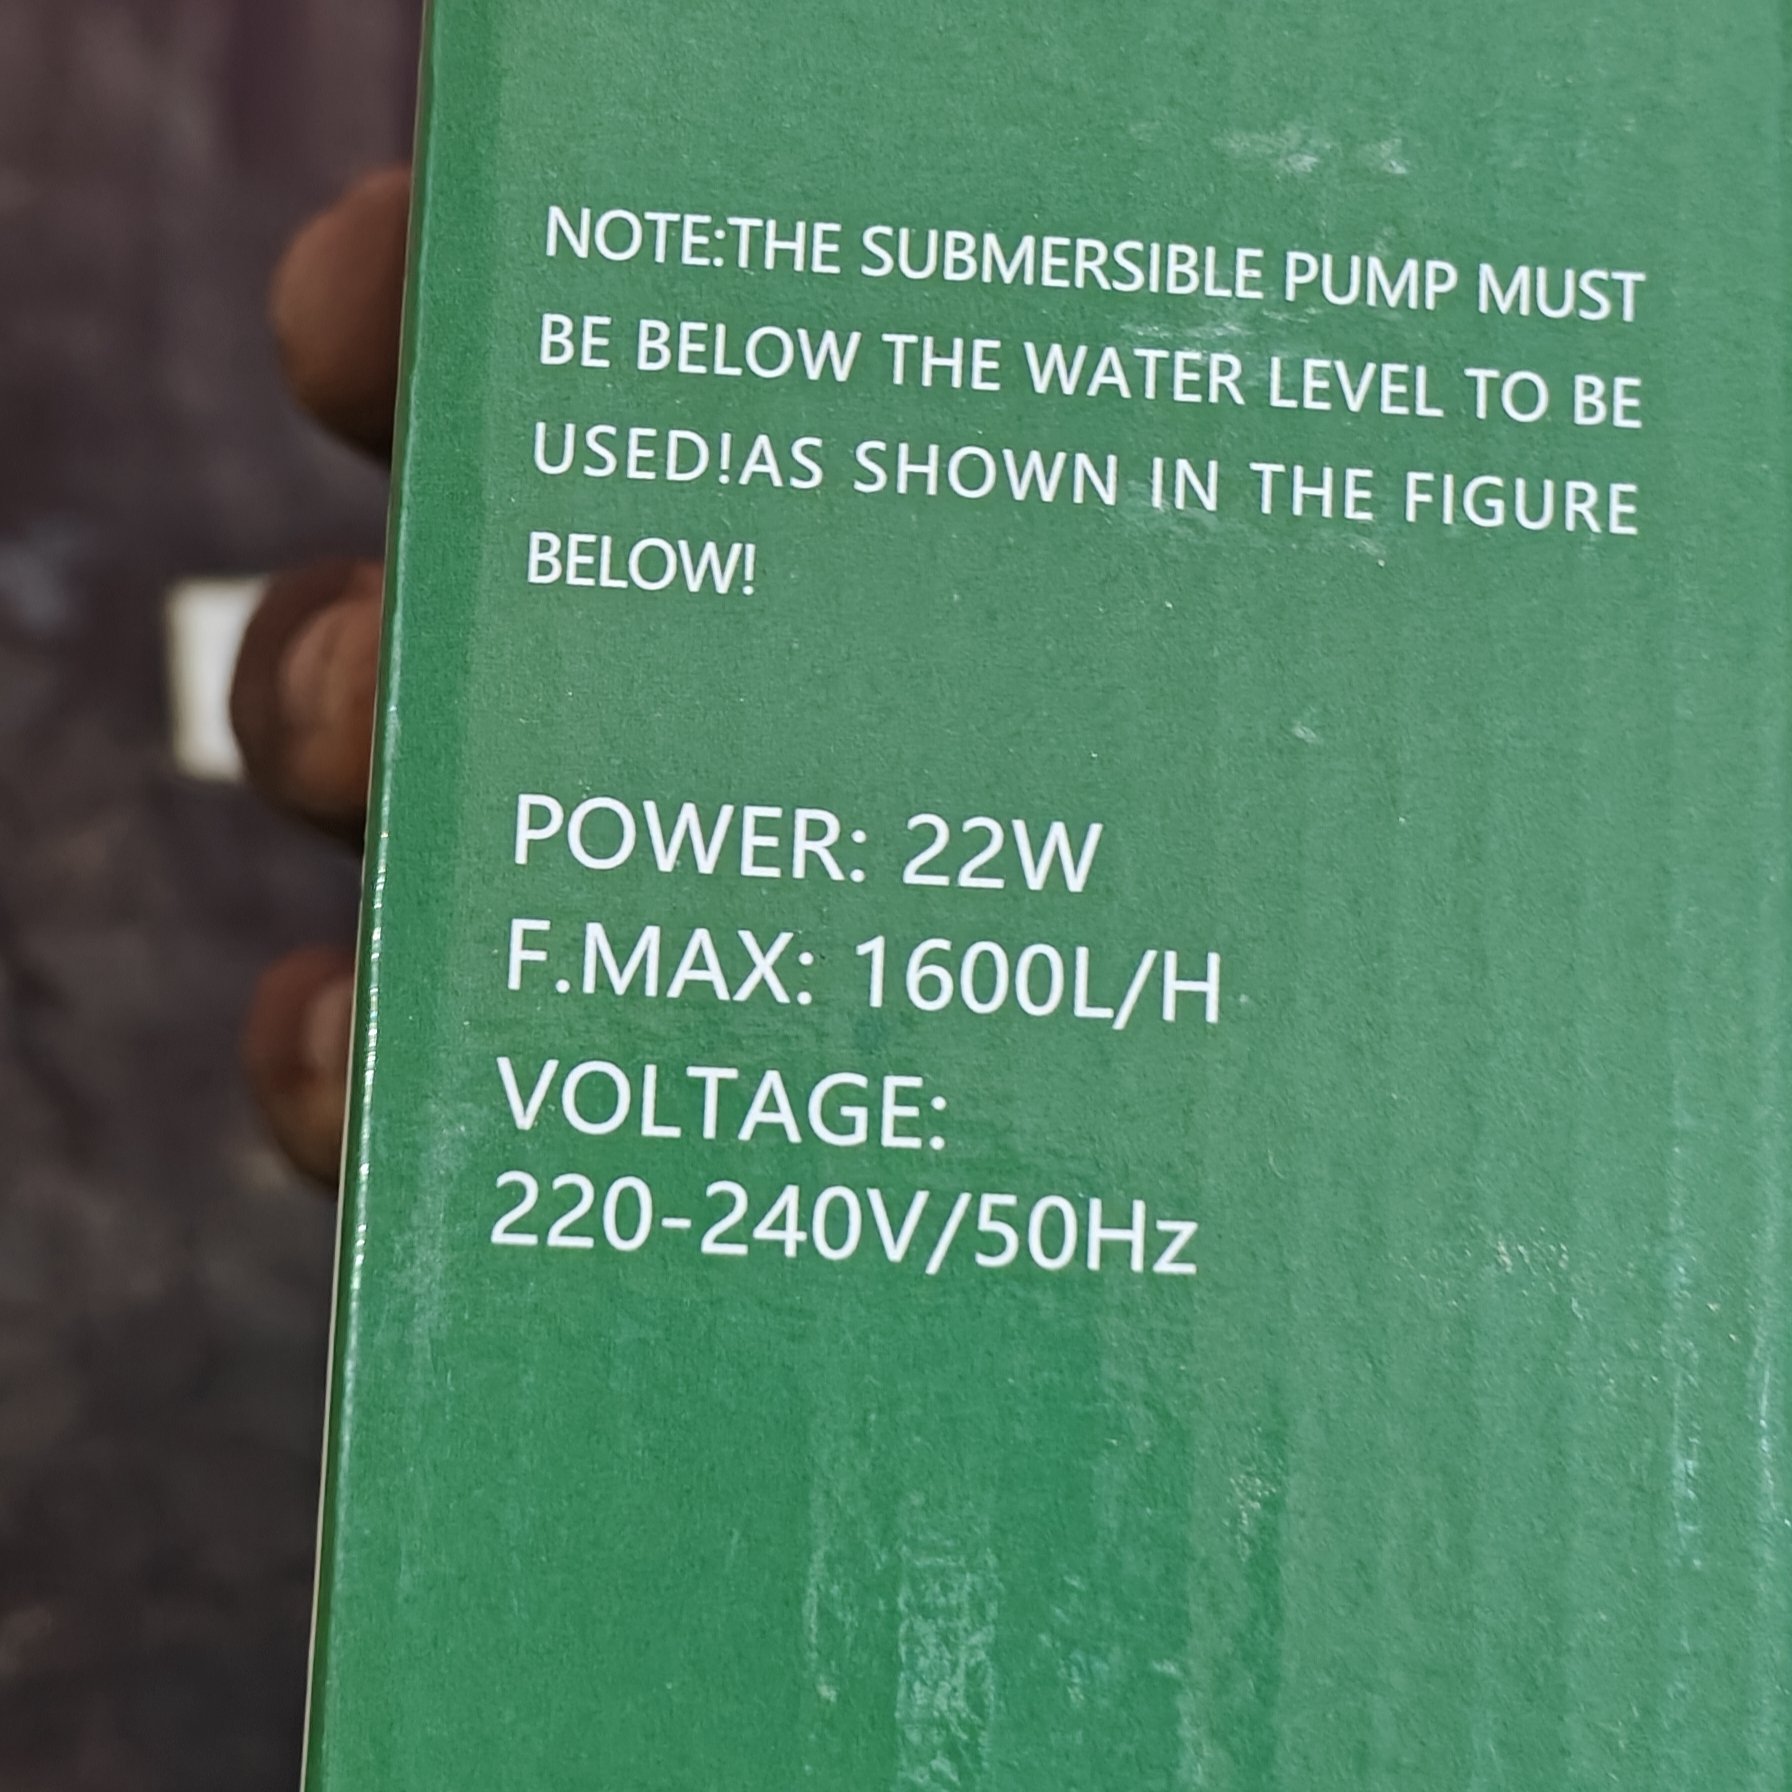 NOTE:THE SUBMERSIBLE PUMP MUST
BE BELOW THE WATER LEVEL TO BE
USED!AS SHOWN IN THE FIGURE
BELOW!
POWER: 22W
F.MAX: 1600L/H
VOLTAGE:
220-240V/50Hz